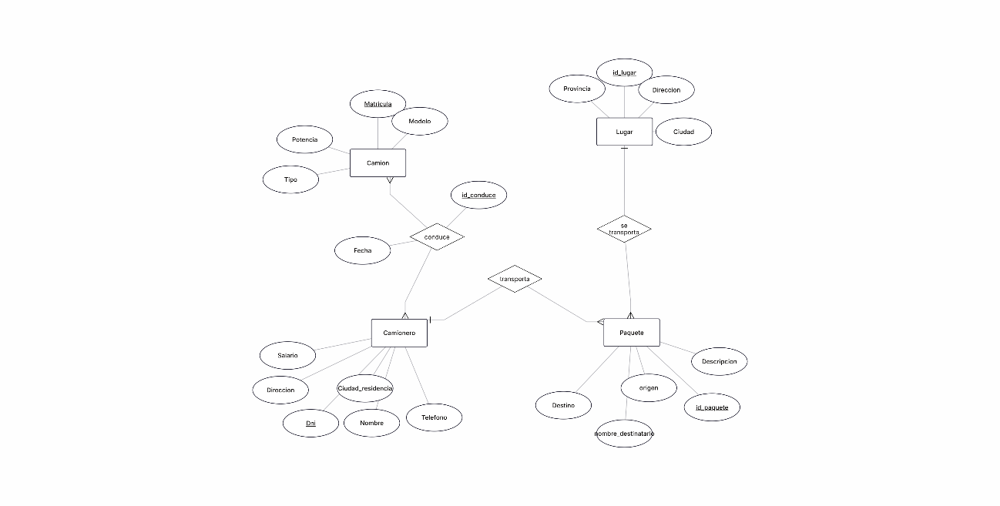 id_lugar
Provincia
Direccion
Matricula
Modelo
Lugar
Ciudad
Potencia
Camion
Tipo
id_conduce
se
transporta
conduce
Fecha
transporta
Camionero
Paquete
Salario
Descripcion
Ciudad_residencia
origen
Direccion
Destino
id_paquete
Telefono
Dni
Nombre
nombre_destinatario